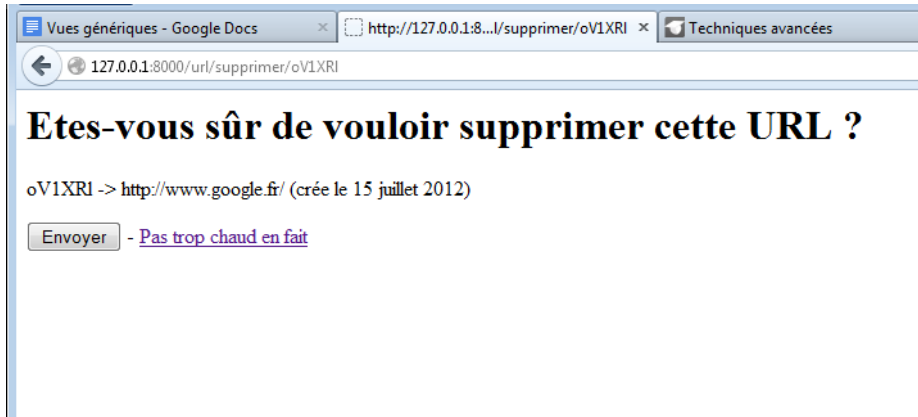 Vues génériques - Google Docs × http://127.0.0.1:8...l/supprimer/oV1XRl × Techniques avancées
127.0.0.1:8000/url/supprimer/oV1XRl
Etes-vous sûr de vouloir supprimer cette URL ?
oV1XRl -> http://www.google.fr/ (crée le 15 juillet 2012)
Envoyer - Pas trop chaud en fait